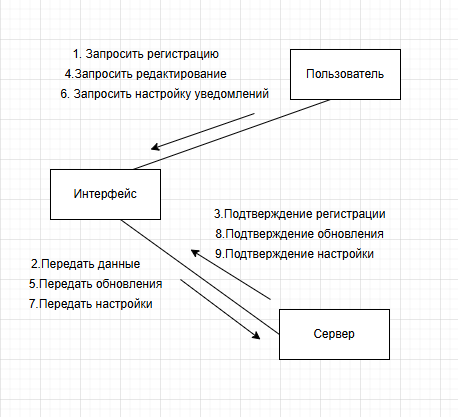 1. Запросить регистрацию
4.Запросить редактирование
6. Запросить настройку уведомлений
Пользователь
Интерфейс
3.Подтверждение регистрации
8.Подтверждение обновления
9.Подтверждение настройки
2.Передать данные
5.Передать обновления
7.Передать настройки
Сервер